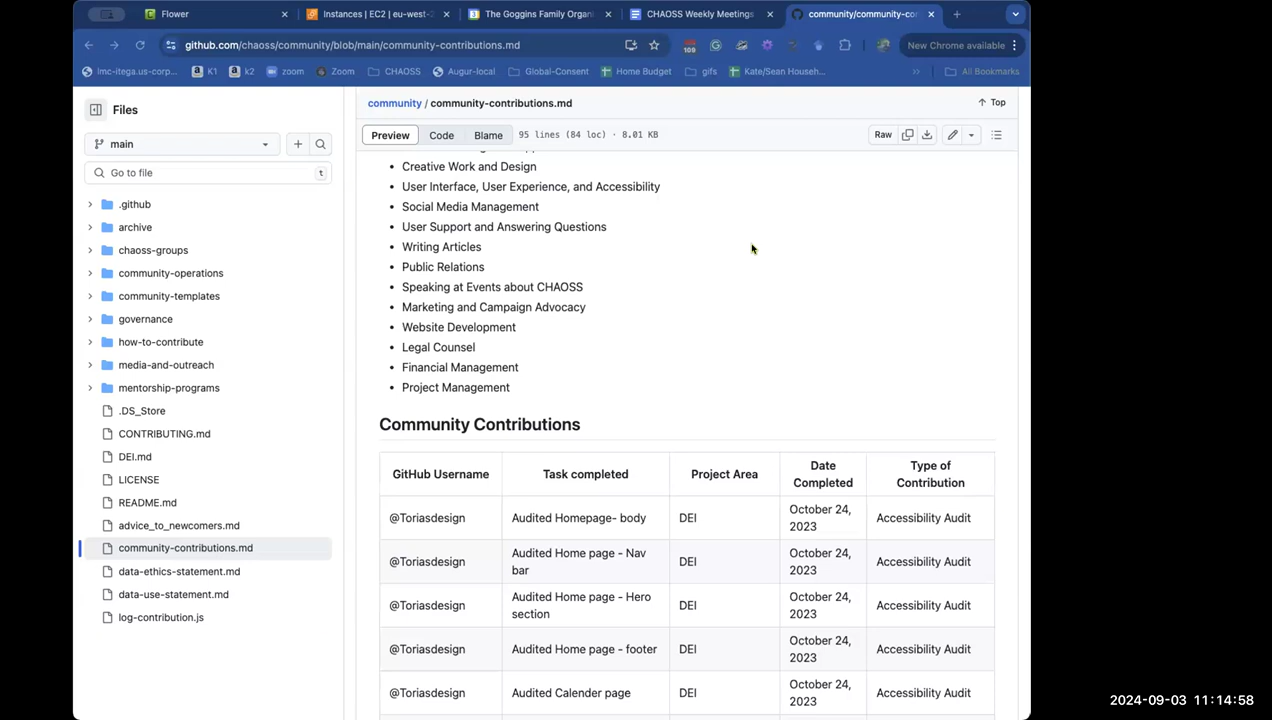 Flower
Instances | EC2 | eu-west-2
The Goggins Family Organi
CHAOSS Weekly Meetings
community/community-co
github.com/chaoss/community/blob/main/community-contributions.md
109
New Chrome available
lmc-itega.us-corp...
K1
k2
zoom
Zoom
CHAOSS
Augur-local
Global-Consent
Home Budget
gifs
Kate/Sean Househ...
All Bookmarks
Files
main
Go to file
t
.github
archive
chaoss-groups
community-operations
community-templates
governance
how-to-contribute
media-and-outreach
mentorship-programs
.DS_Store
CONTRIBUTING.md
DEI.md
LICENSE
README.md
advice_to_newcomers.md
community-contributions.md
data-ethics-statement.md
data-use-statement.md
log-contribution.js
community / community-contributions.md
Top
Preview
Code
Blame
95 lines (84 loc) · 8.01 KB
Raw
• Creative Work and Design
• User Interface, User Experience, and Accessibility
• Social Media Management
• User Support and Answering Questions
• Writing Articles
• Public Relations
• Speaking at Events about CHAOSS
• Marketing and Campaign Advocacy
• Website Development
• Legal Counsel
• Financial Management
• Project Management
Community Contributions
GitHub Username Task completed Project Area Date Completed Type of Contribution
@Toriasdesign Audited Homepage- body DEI October 24, 2023 Accessibility Audit
@Toriasdesign Audited Home page - Nav bar DEI October 24, 2023 Accessibility Audit
@Toriasdesign Audited Home page - Hero section DEI October 24, 2023 Accessibility Audit
@Toriasdesign Audited Home page - footer DEI October 24, 2023 Accessibility Audit
@Toriasdesign Audited Calender page DEI October 24, 2023 Accessibility Audit
2024-09-03 11:14:58